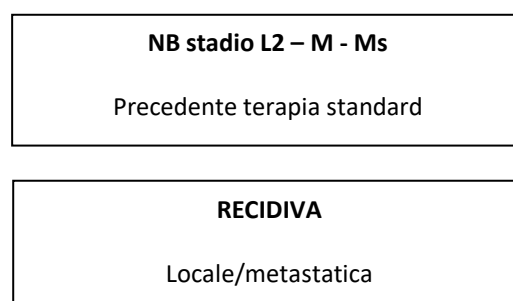 NB stadio L2 – M - Ms
Precedente terapia standard
RECIDIVA
Locale/metastatica